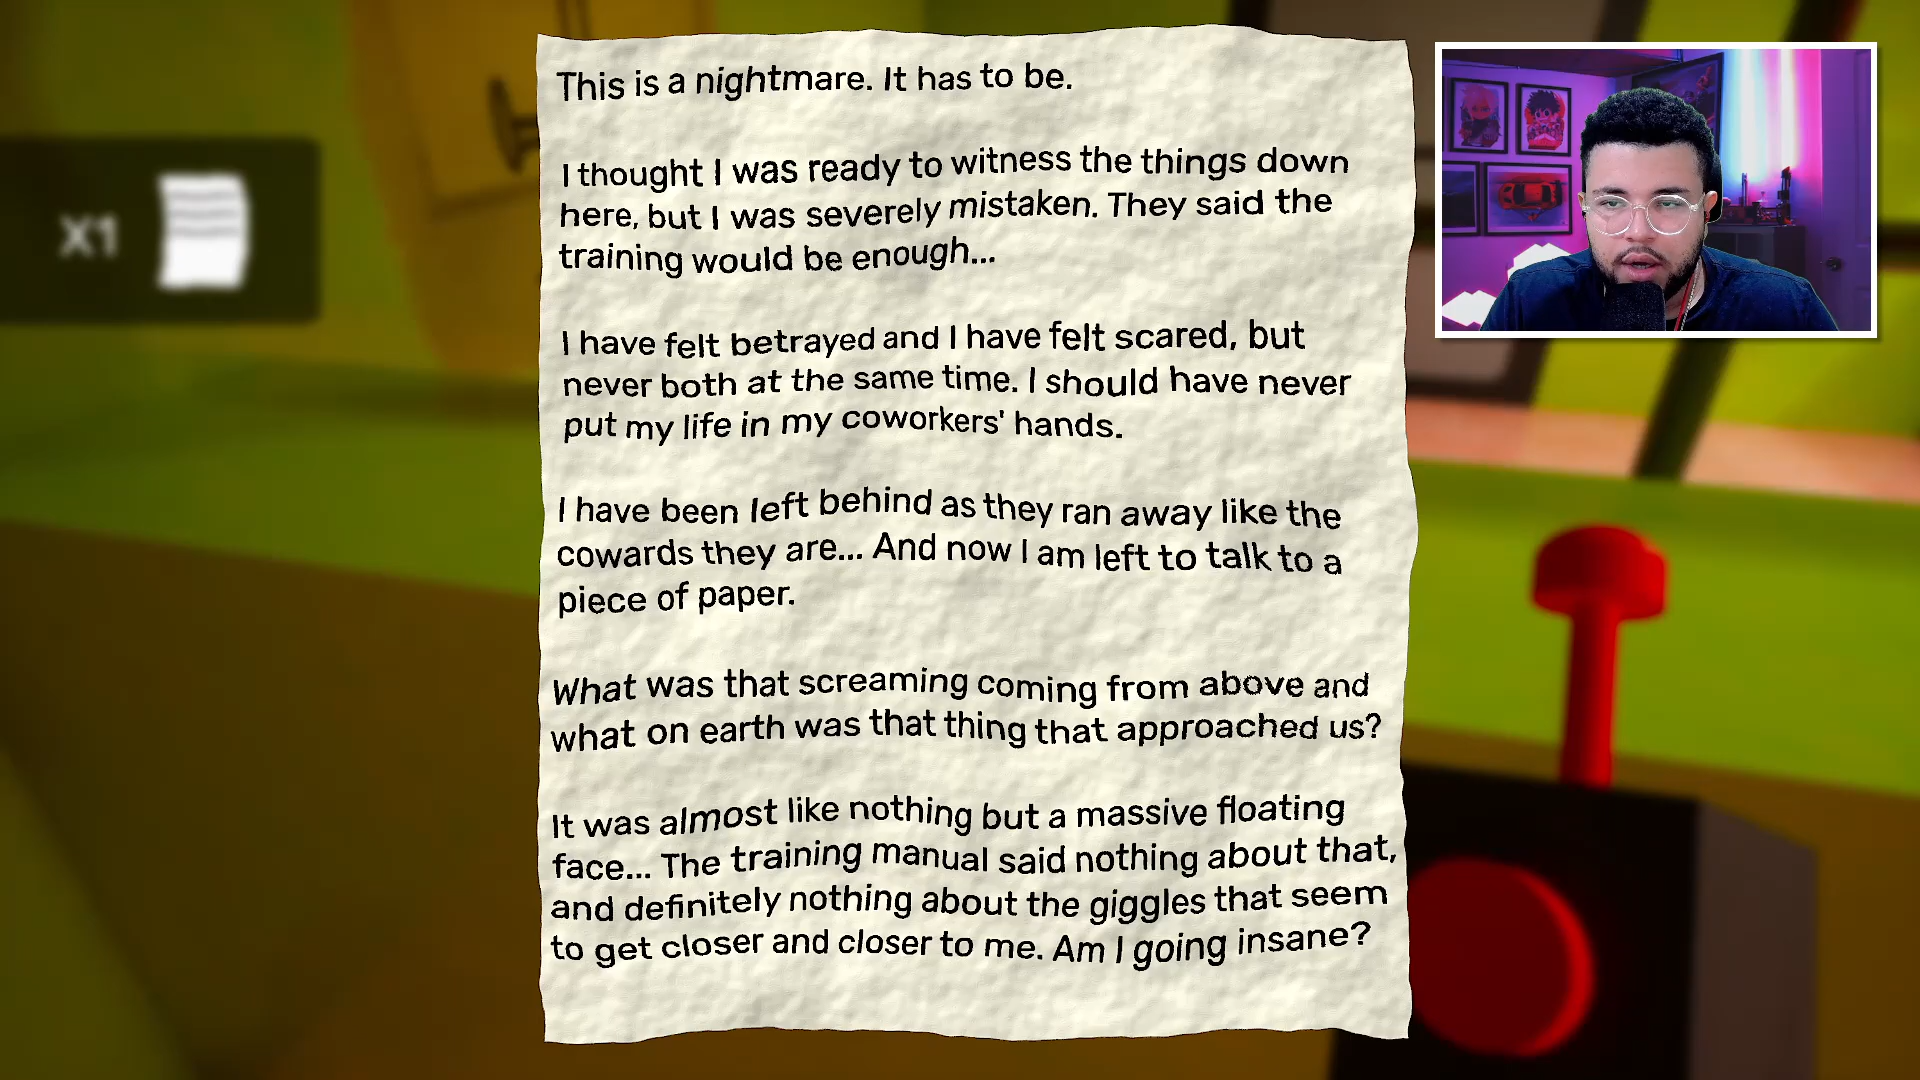 This is a nightmare. It has to be.
I thought I was ready to witness the things down
here, but I was severely mistaken. They said the
training would be enough...
I have felt betrayed and I have felt scared, but
never both at the same time. I should have never
put my life in my coworkers' hands.
I have been left behind as they ran away like the
cowards they are... And now I am left to talk to a
piece of paper.
What was that screaming coming from above and
what on earth was that thing that approached us?
It was almost like nothing but a massive floating
face... The training manual said nothing about that,
and definitely nothing about the giggles that seem
to get closer and closer to me. Am I going insane?
X1